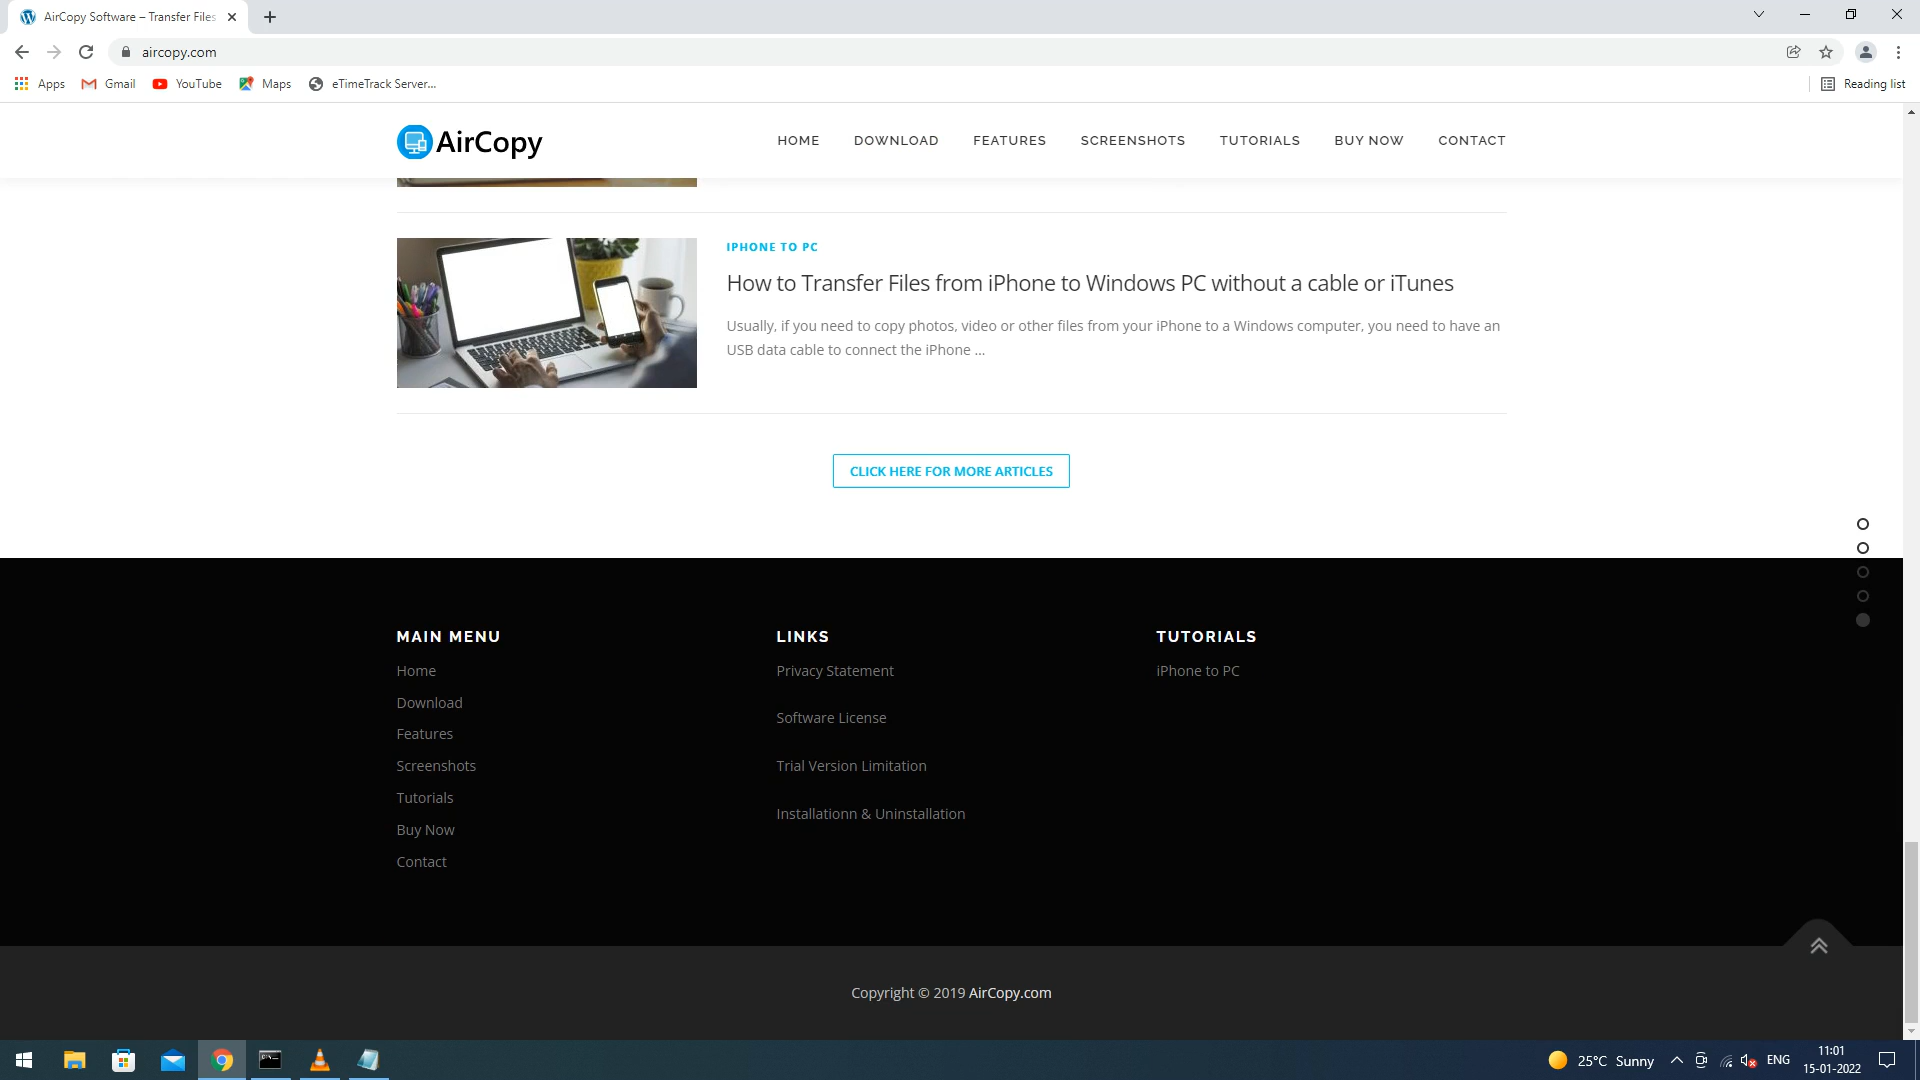 AirCopy Software – Transfer Files
aircopy.com
Apps Gmail YouTube Maps eTimeTrack Server... Reading list
AirCopy HOME DOWNLOAD FEATURES SCREENSHOTS TUTORIALS BUY NOW CONTACT
IPHONE TO PC
How to Transfer Files from iPhone to Windows PC without a cable or iTunes
Usually, if you need to copy photos, video or other files from your iPhone to a Windows computer, you need to have an
USB data cable to connect the iPhone ...
CLICK HERE FOR MORE ARTICLES
MAIN MENU
Home
Download
Features
Screenshots
Tutorials
Buy Now
Contact
LINKS
Privacy Statement
Software License
Trial Version Limitation
Installationn & Uninstallation
TUTORIALS
iPhone to PC
Copyright © 2019 AirCopy.com
25°C Sunny ENG
11:01
15-01-2022